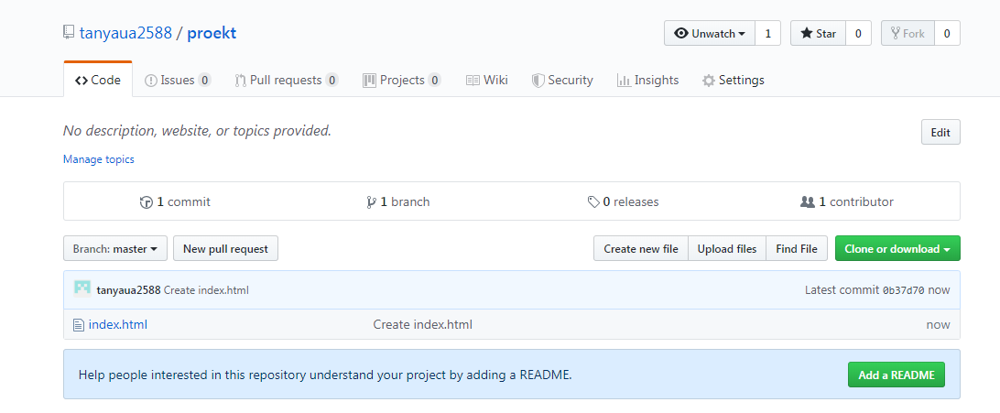 tanyaua2588 / proekt
Unwatch 1 Star 0 Fork 0
Code Issues 0 Pull requests 0 Projects 0 Wiki Security Insights Settings
No description, website, or topics provided.
Edit
Manage topics
1 commit 1 branch 0 releases 1 contributor
Branch: master New pull request Create new file Upload files Find File Clone or download
tanyaua2588 Create index.html Latest commit 0b37d70 now
index.html Create index.html now
Help people interested in this repository understand your project by adding a README. Add a README